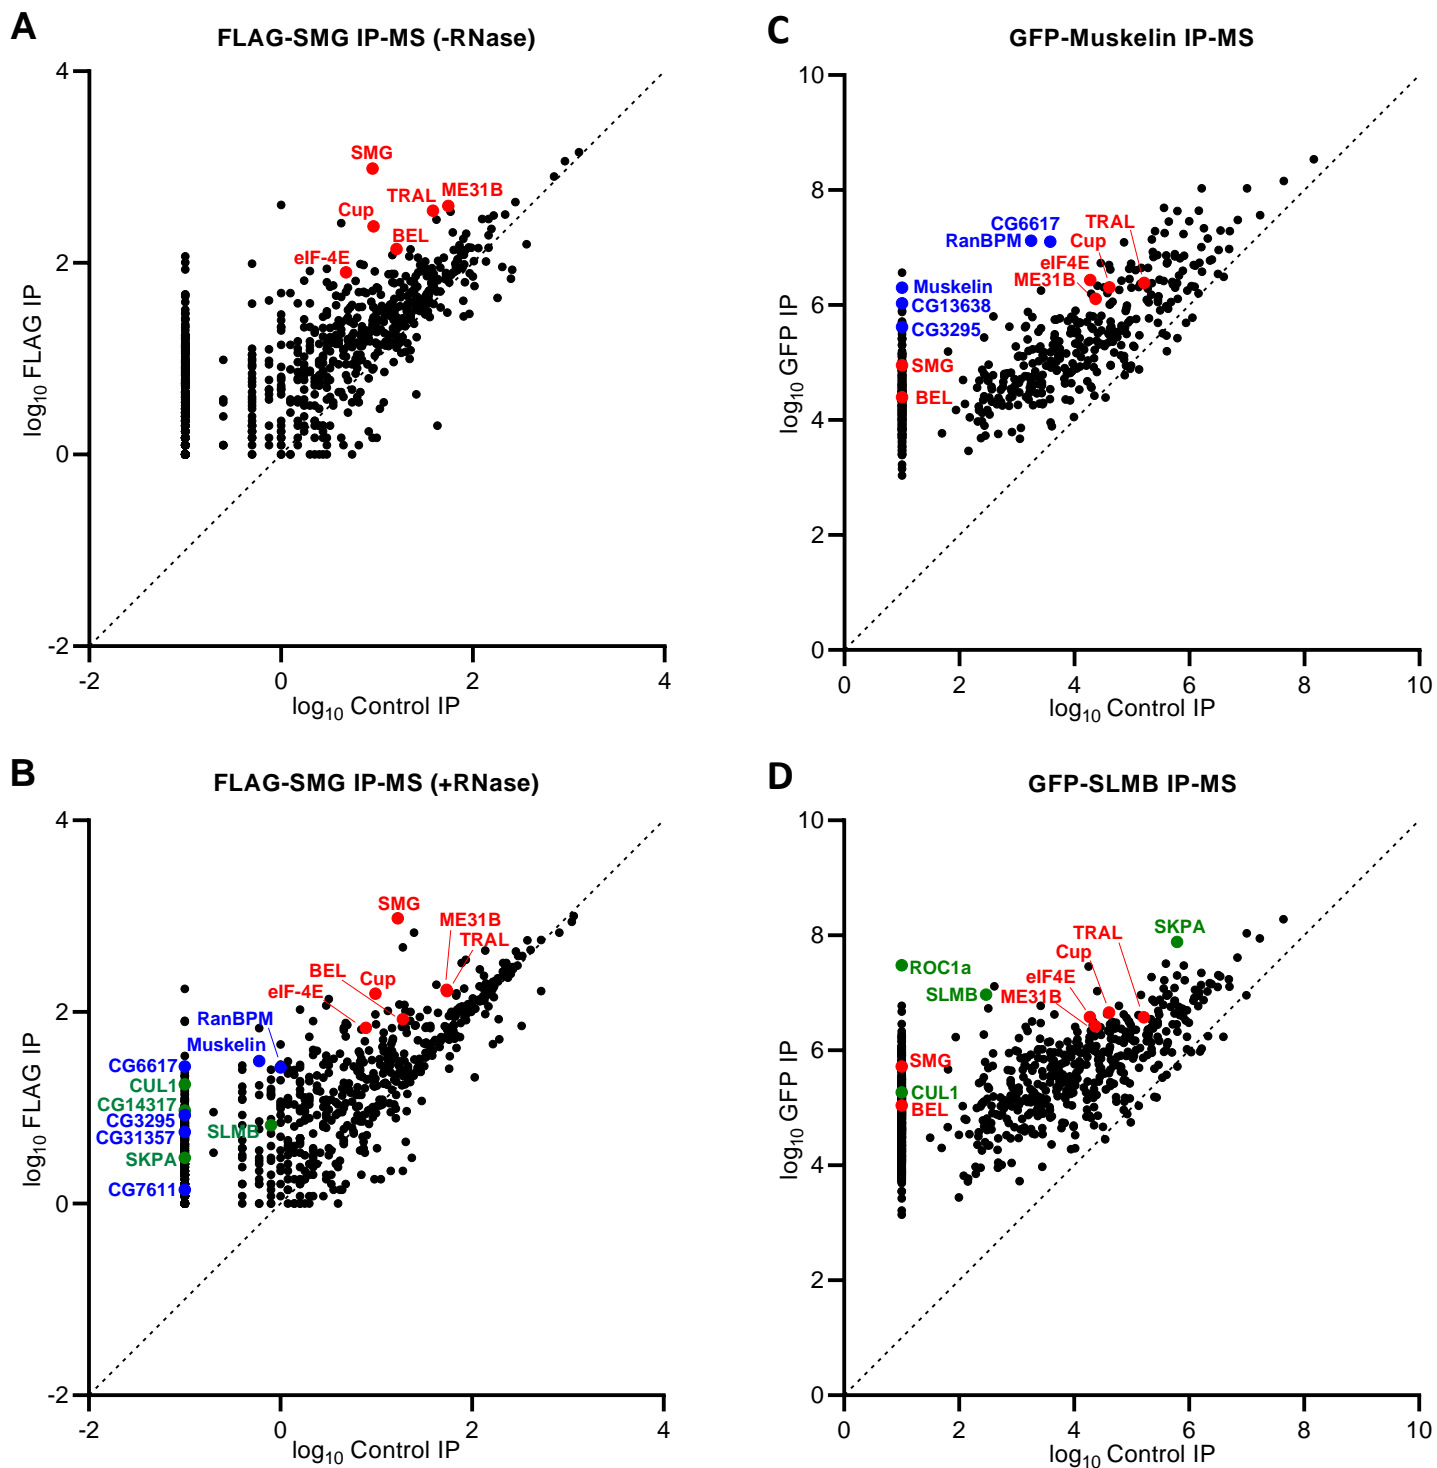 A
FLAG-SMG IP-MS (-RNase)
4
2
0
-2
-2
0
2
4
log10 FLAG IP
log10 Control IP
SMG
TRAL
ME31B
Cup
BEL
eIF-4E
C
GFP-Muskelin IP-MS
10
8
6
4
2
0
0
2
4
6
8
10
log10 GFP IP
log10 Control IP
CG6617
RanBPM
TRAL
Cup
eIF4E
ME31B
Muskelin
CG13638
CG3295
SMG
BEL
B
FLAG-SMG IP-MS (+RNase)
4
2
0
-2
-2
0
2
4
log10 FLAG IP
log10 Control IP
SMG
ME31B
TRAL
BEL
Cup
eIF-4E
RanBPM
Muskelin
CG6617
CUL1
CG14317
CG3295
CG31357
SLMB
SKPA
CG7611
D
GFP-SLMB IP-MS
10
8
6
4
2
0
0
2
4
6
8
10
log10 GFP IP
log10 Control IP
SKPA
TRAL
Cup
ROC1a
eIF4E
SLMB
ME31B
SMG
CUL1
BEL